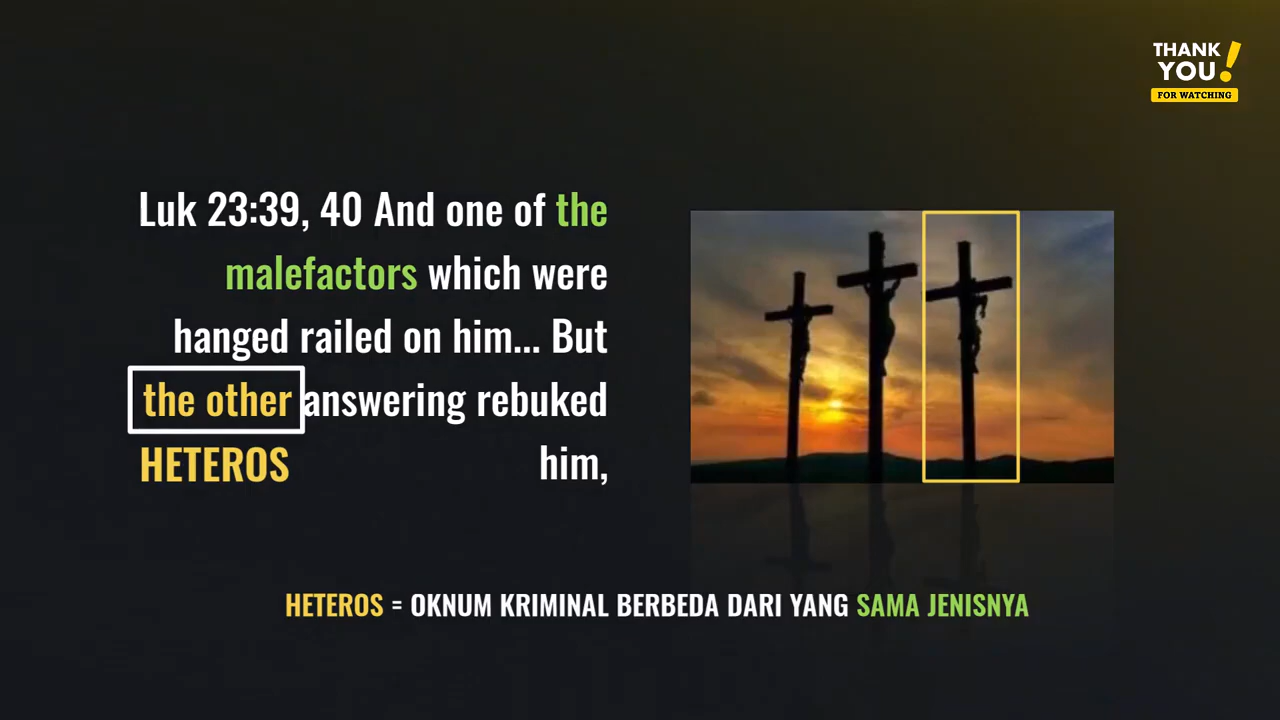 THANK
YOU!
FOR WATCHING
Luk 23:39, 40 And one of the
malefactors which were
hanged railed on him... But
the other answering rebuked
HETEROS him,
HETEROS = OKNUM KRIMINAL BERBEDA DARI YANG SAMA JENISNYA